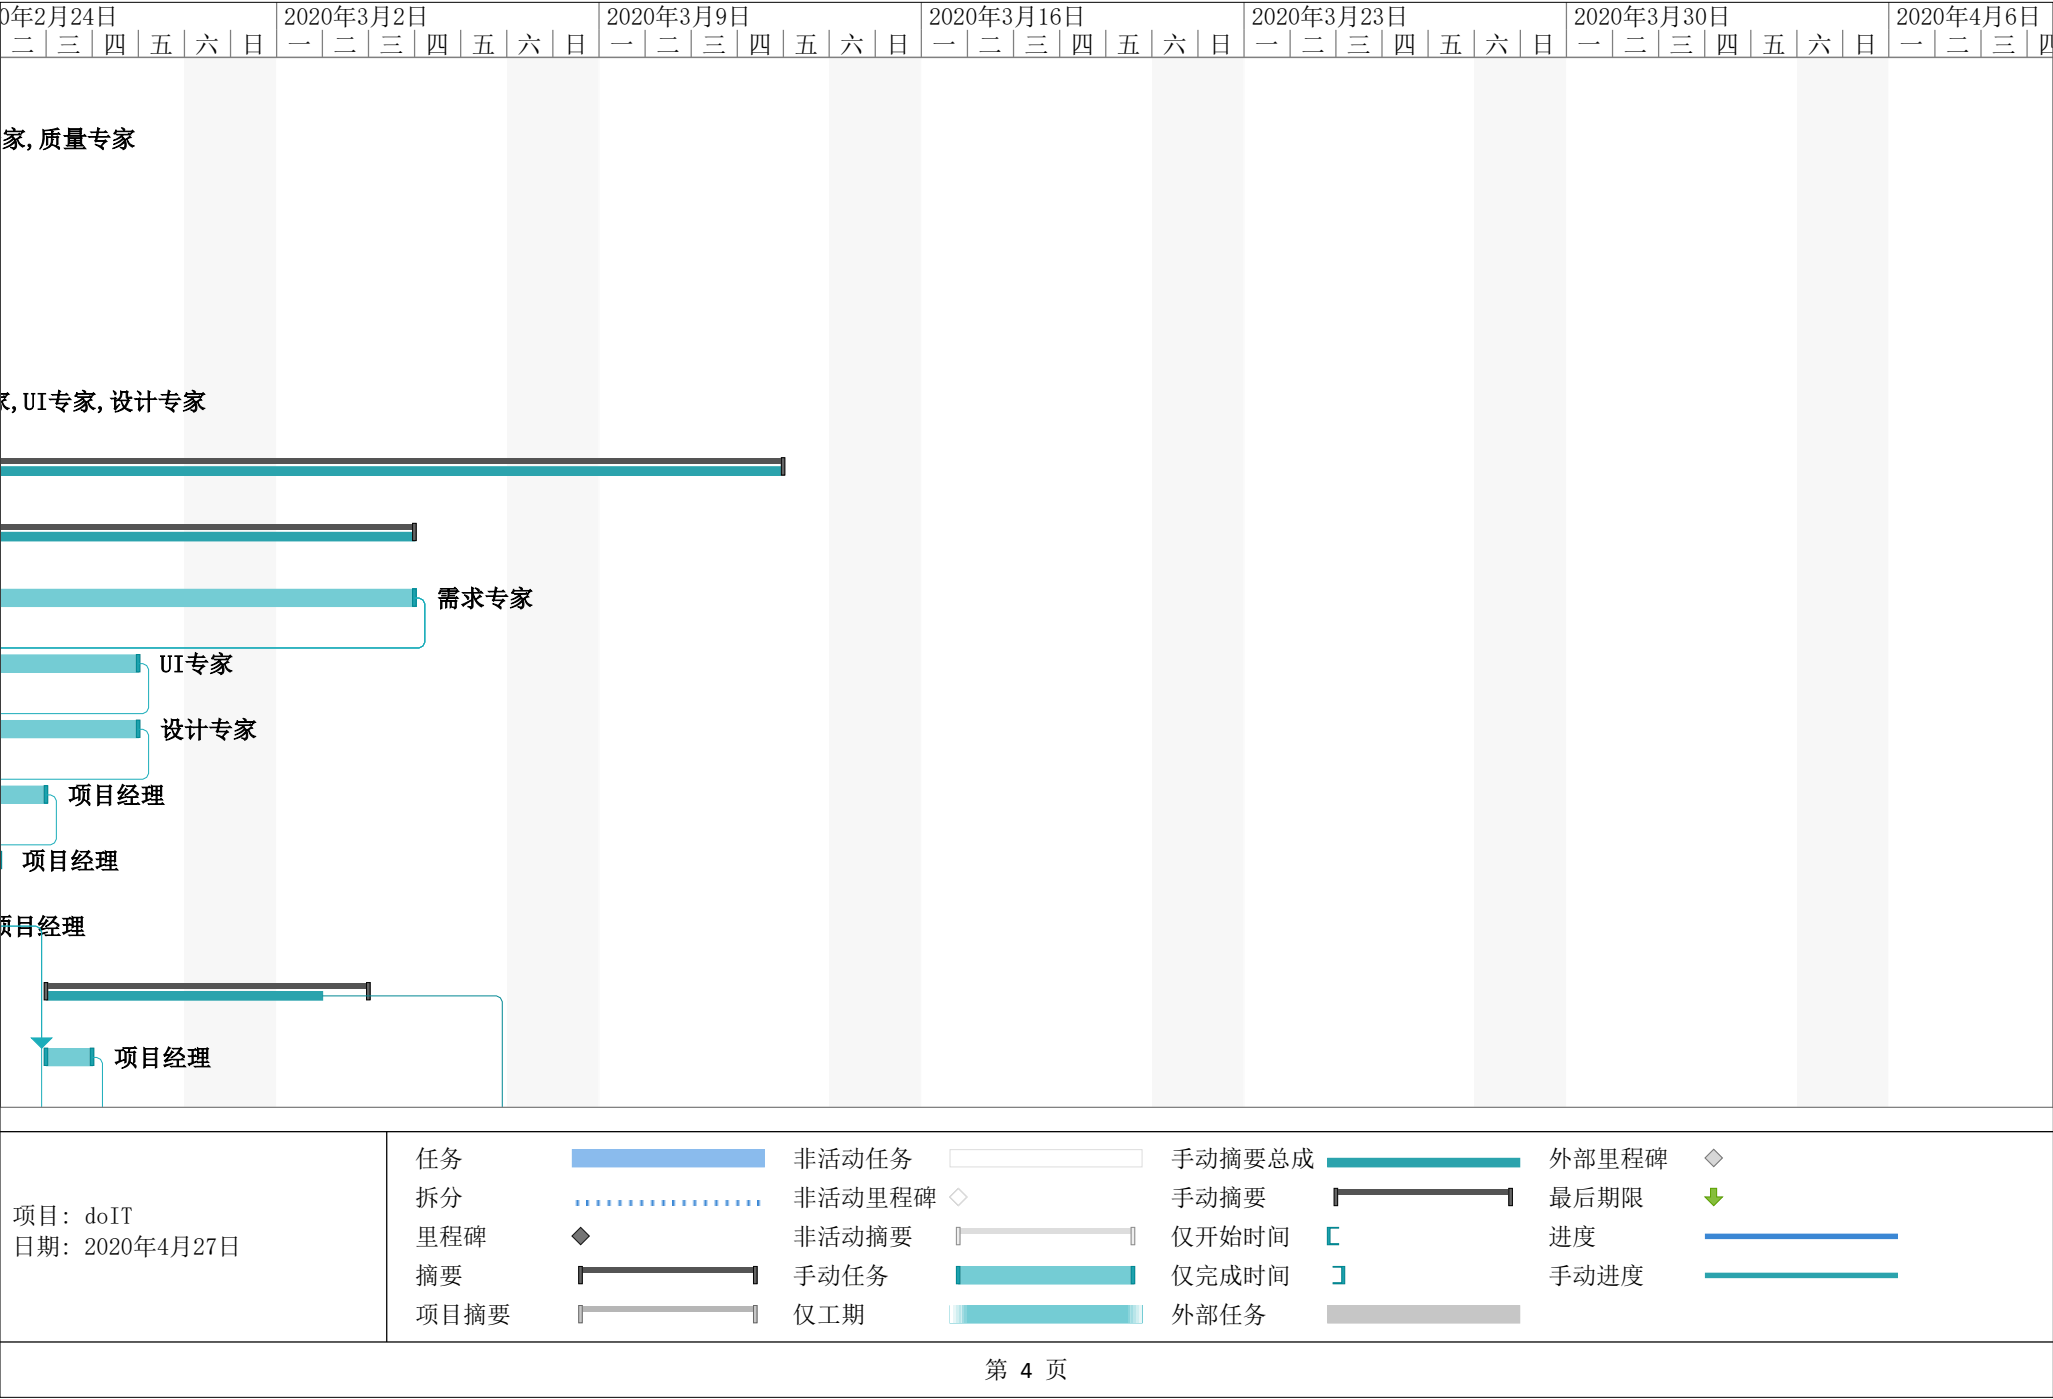 0年2月24日 2020年3月2日 2020年3月9日 2020年3月16日 2020年3月23日 2020年3月30日 2020年4月6日
二 三 四 五 六 日 一 二 三 四 五 六 日 一 二 三 四 五 六 日 一 二 三 四 五 六 日 一 二 三 四 五 六 日 一 二 三 四 五 六 日 一 二 三 四
家,质量专家
家,UI专家,设计专家
需求专家
UI专家
设计专家
项目经理
项目经理
项目经理
项目经理
任务 非活动任务 手动摘要总成 外部里程碑
拆分 非活动里程碑 手动摘要 最后期限
里程碑 非活动摘要 仅开始时间 进度
摘要 手动任务 仅完成时间 手动进度
项目摘要 仅工期 外部任务
项目: doIT
日期: 2020年4月27日
第 4 页